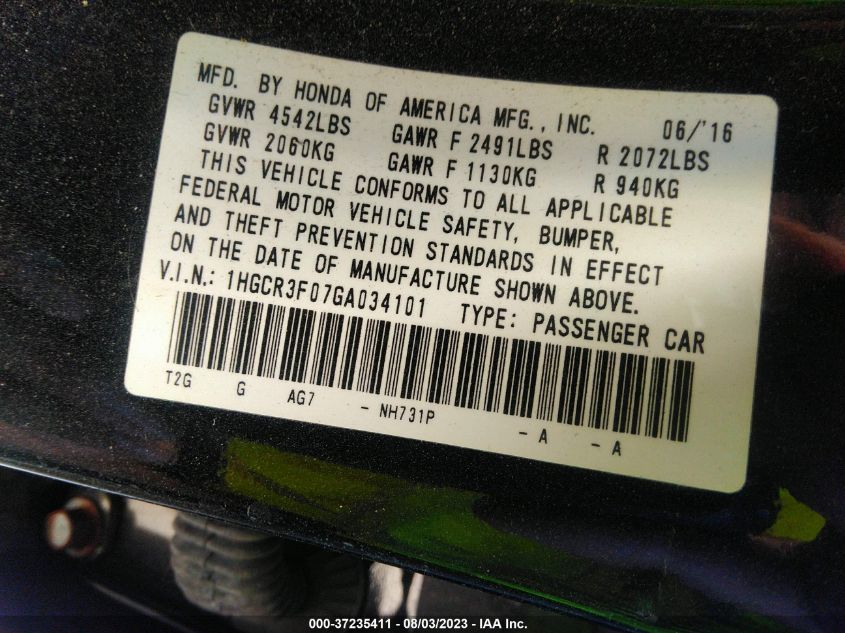 MFD. BY HONDA OF AMERICA MFG., INC. 06/'16
GVWR 4542LBS GAWR F 2491LBS R 2072LBS
GVWR 2060KG GAWR F 1130KG R 940KG
THIS VEHICLE CONFORMS TO ALL APPLICABLE
FEDERAL MOTOR VEHICLE SAFETY, BUMPER,
AND THEFT PREVENTION STANDARDS IN EFFECT
ON THE DATE OF MANUFACTURE SHOWN ABOVE.
V.I.N.: 1HGCR3F07GA034101 TYPE: PASSENGER CAR
T2G G AG7 - NH731P - A - A
000-37235411 - 08/03/2023 - IAA Inc.